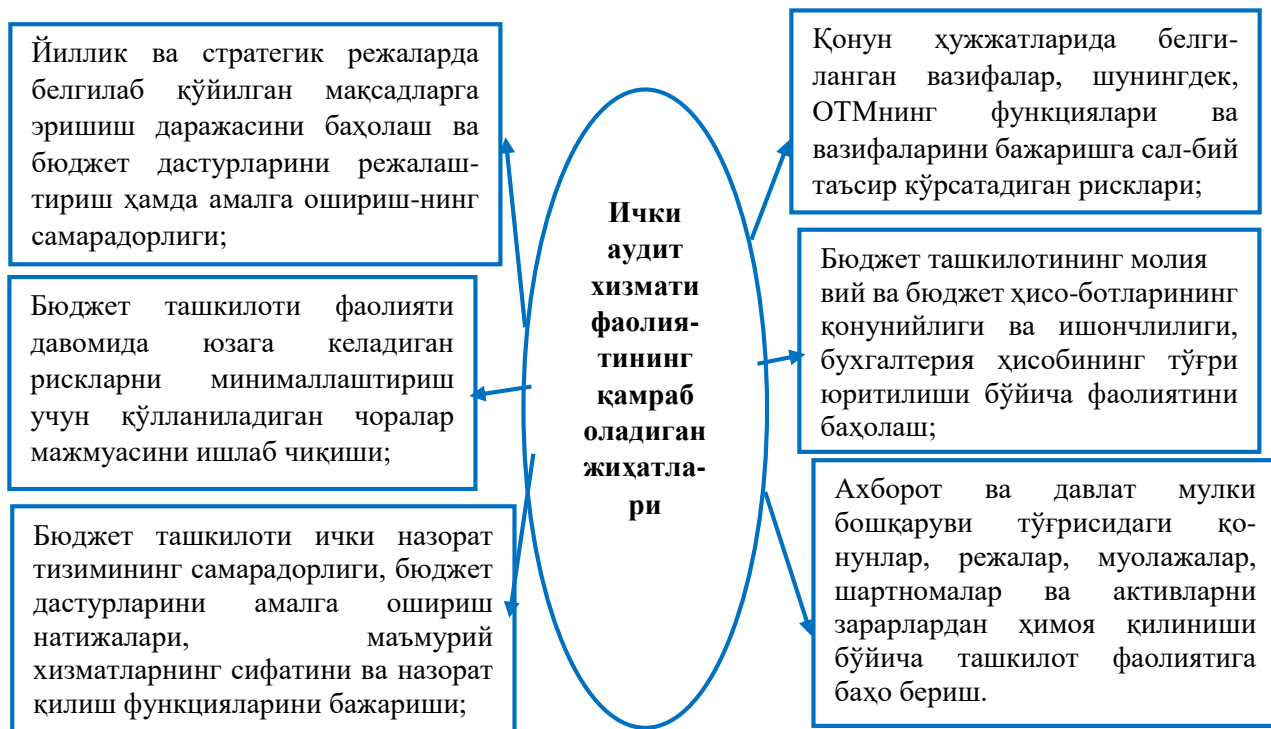 Йиллик ва стратегик режаларда
белгилаб қўйилган мақсадларга
эришиш даражасини баҳолаш ва
бюджет дастурларини режалаш-
тириш ҳамда амалга ошириш-нинг
самарадорлиги;
Бюджет ташкилоти фаолияти
давомида юзага келадиган
рискларни минималлаштириш
учун қўлланиладиган чоралар
мажмуасини ишлаб чиқиши;
Бюджет ташкилоти ички назорат
тизимининг самарадорлиги, бюджет
дастурларини амалга ошириш
натижалари, маъмурий
хизматларнинг сифатини ва назорат
қилиш функцияларини бажариши;
Ички
аудит
хизмати
фаолия-
тининг
қамраб
оладиган
жиҳатла-
ри
Қонун ҳужжатларида белги-
ланган вазифалар, шунингдек,
ОТМнинг функциялари ва
вазифаларини бажаришга сал-бий
таъсир кўрсатадиган рисклари;
Бюджет ташкилотининг молия
вий ва бюджет ҳисо-ботларининг
қонунийлиги ва ишончлилиги,
бухгалтерия ҳисобининг тўғри
юритилиши бўйича фаолиятини
баҳолаш;
Ахборот ва давлат мулки
бошқаруви тўғрисидаги қо-
нунлар, режалар, муолажалар,
шартномалар ва активларни
зарарлардан ҳимоя қилиниши
бўйича ташкилот фаолиятига
баҳо бериш.